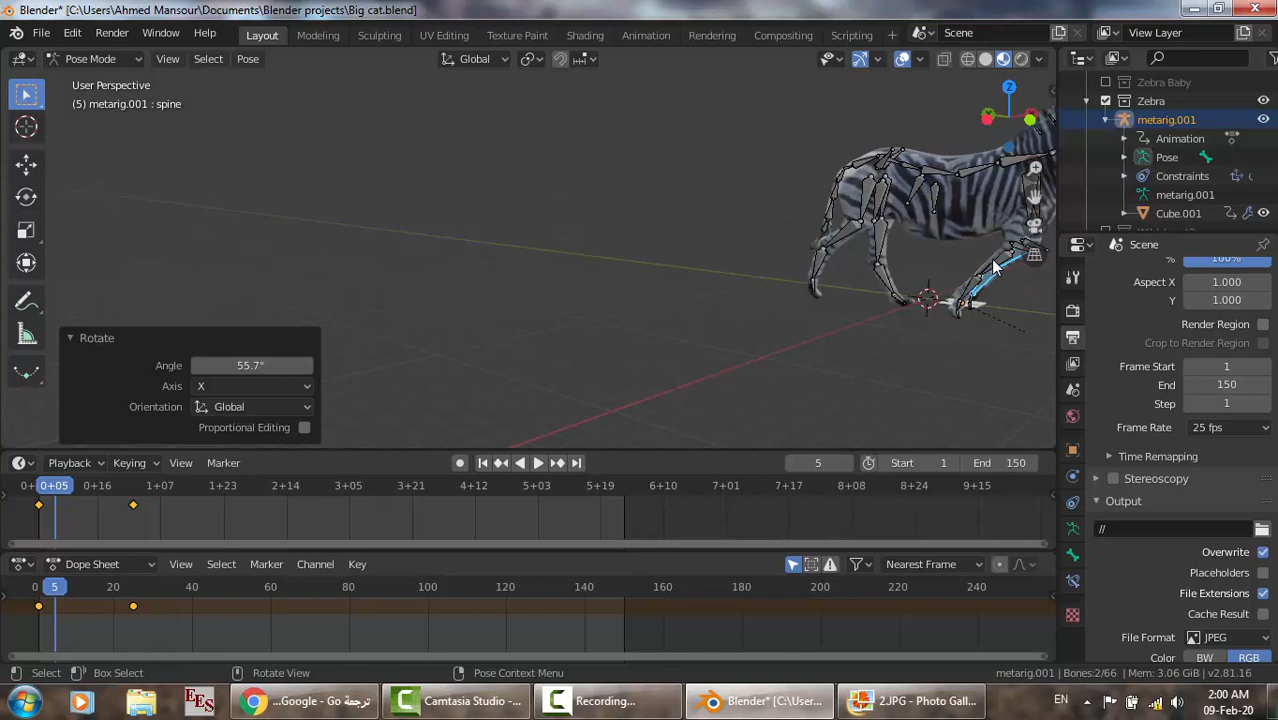 Blender* [C:\Users\Ahmed Mansour\Documents\Blender projects\Big cat.blend]
File Edit Render Window Help
Layout Modeling Sculpting UV Editing Texture Paint Shading Animation Rendering Compositing Scripting +
Scene
View Layer
Pose Mode View Select Pose
Global
User Perspective
(5) metarig.001 : spine
Z
Zebra Baby
Zebra
metarig.001
Animation
Pose
Constraints
metarig.001
Cube.001
Scene
% 100%
Aspect X 1.000
Y 1.000
Render Region
Crop to Render Region
Frame Start 1
End 150
Step 1
Frame Rate 25 fps
Time Remapping
Stereoscopy
Output
//
Overwrite
Placeholders
File Extensions
Cache Result
File Format JPEG
Color BW RGB
Rotate
Angle 55.7°
Axis X
Orientation Global
Proportional Editing
Playback Keying View Marker
5 Start 1 End 150
0+05 0+16 1+07 1+23 2+14 3+05 3+21 4+12 5+03 5+19 6+10 7+01 7+17 8+08 8+24 9+15
Dope Sheet View Select Marker Channel Key
Nearest Frame
0 5 20 40 60 80 100 120 140 160 180 200 220 240
Select Box Select Rotate View Pose Context Menu
metarig.001 | Bones:2/66 | Mem: 3.06 GiB | v2.81.16
EES
...Google - Go ترجمة
Camtasia Studio -...
Recording...
Blender* [C:\User...
2.JPG - Photo Gall...
EN
2:00 AM
09-Feb-20